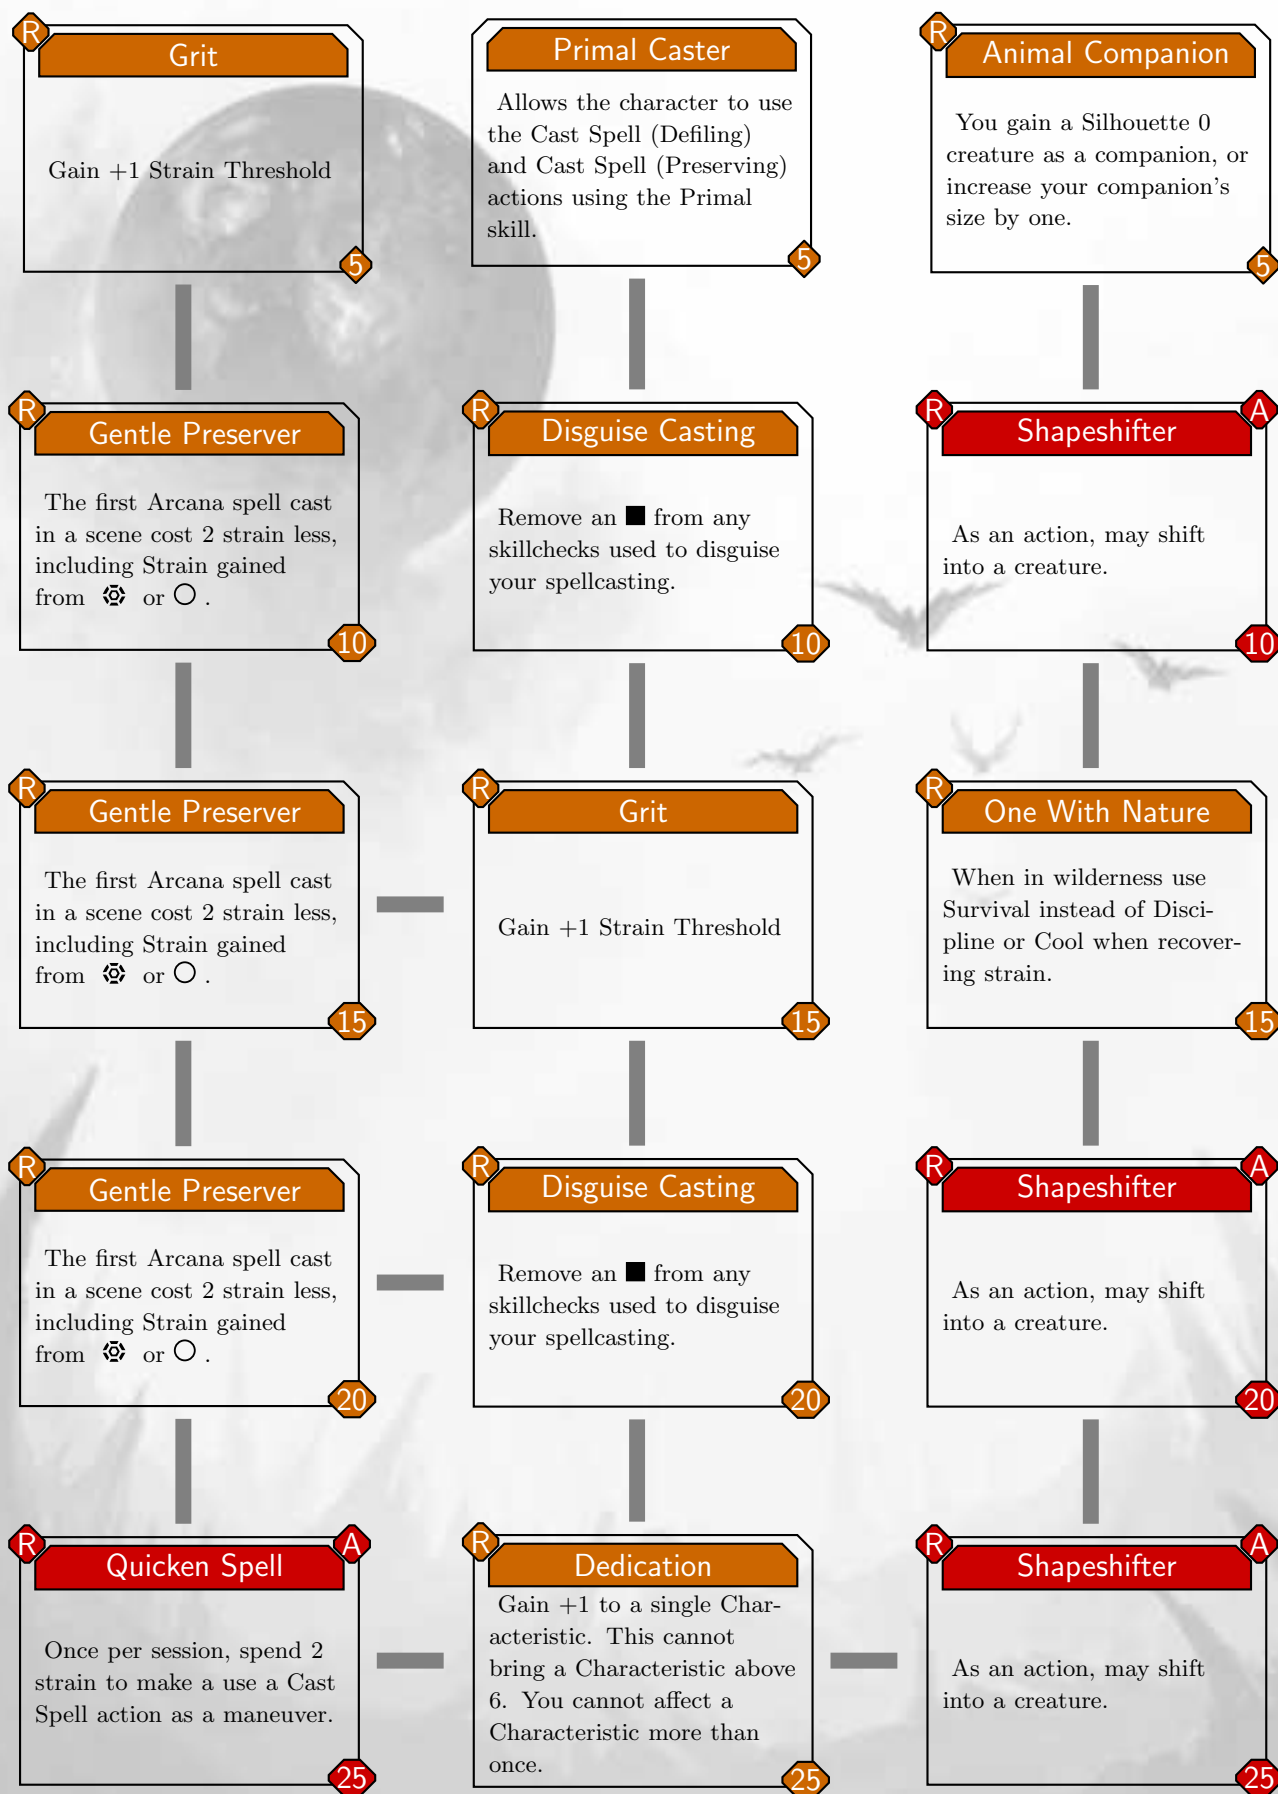 R
Grit
Gain +1 Strain Threshold
5
Primal Caster
Allows the character to use
the Cast Spell (Defiling)
and Cast Spell (Preserving)
actions using the Primal
skill.
5
R
Animal Companion
You gain a Silhouette 0
creature as a companion, or
increase your companion's
size by one.
5
R
Gentle Preserver
The first Arcana spell cast
in a scene cost 2 strain less,
including Strain gained
from or .
10
R
Disguise Casting
Remove an ■ from any
skillchecks used to disguise
your spellcasting.
10
R
A
Shapeshifter
As an action, may shift
into a creature.
10
R
Gentle Preserver
The first Arcana spell cast
in a scene cost 2 strain less,
including Strain gained
from or .
15
R
Grit
Gain +1 Strain Threshold
15
R
One With Nature
When in wilderness use
Survival instead of Disci-
pline or Cool when recover-
ing strain.
15
R
Gentle Preserver
The first Arcana spell cast
in a scene cost 2 strain less,
including Strain gained
from or .
20
R
Disguise Casting
Remove an ■ from any
skillchecks used to disguise
your spellcasting.
20
R
A
Shapeshifter
As an action, may shift
into a creature.
20
R
A
Quicken Spell
Once per session, spend 2
strain to make a use a Cast
Spell action as a maneuver.
25
R
Dedication
Gain +1 to a single Char-
acteristic. This cannot
bring a Characteristic above
6. You cannot affect a
Characteristic more than
once.
25
R
A
Shapeshifter
As an action, may shift
into a creature.
25